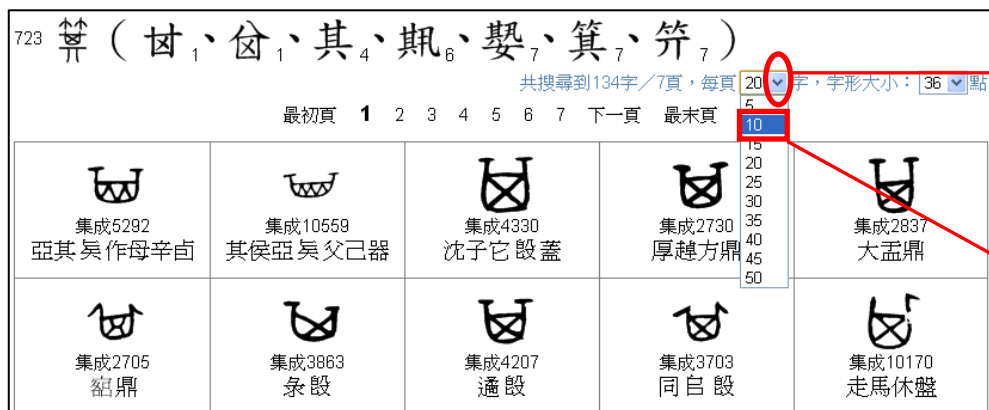 723 （甘1、㕣1、其4、䑁6、嬰7、箕7、笄7）
共搜尋到134字／7頁，每頁 20 字，字形大小： 36 點
最初頁 1 2 3 4 5 6 7 下一頁 最末頁
5
10
15
20
25
30
35
40
45
50
集成5292 集成10559 集成4330 集成2730 集成2837
亞其矣作母辛卣 其侯亞矣父己器 沈子它𣪘蓋 厚趠方鼎 大盂鼎
集成2705 集成3863 集成4207 集成3703 集成10170
鼎 彔𣪘 遹𣪘 同𠂤𣪘 走馬休盤